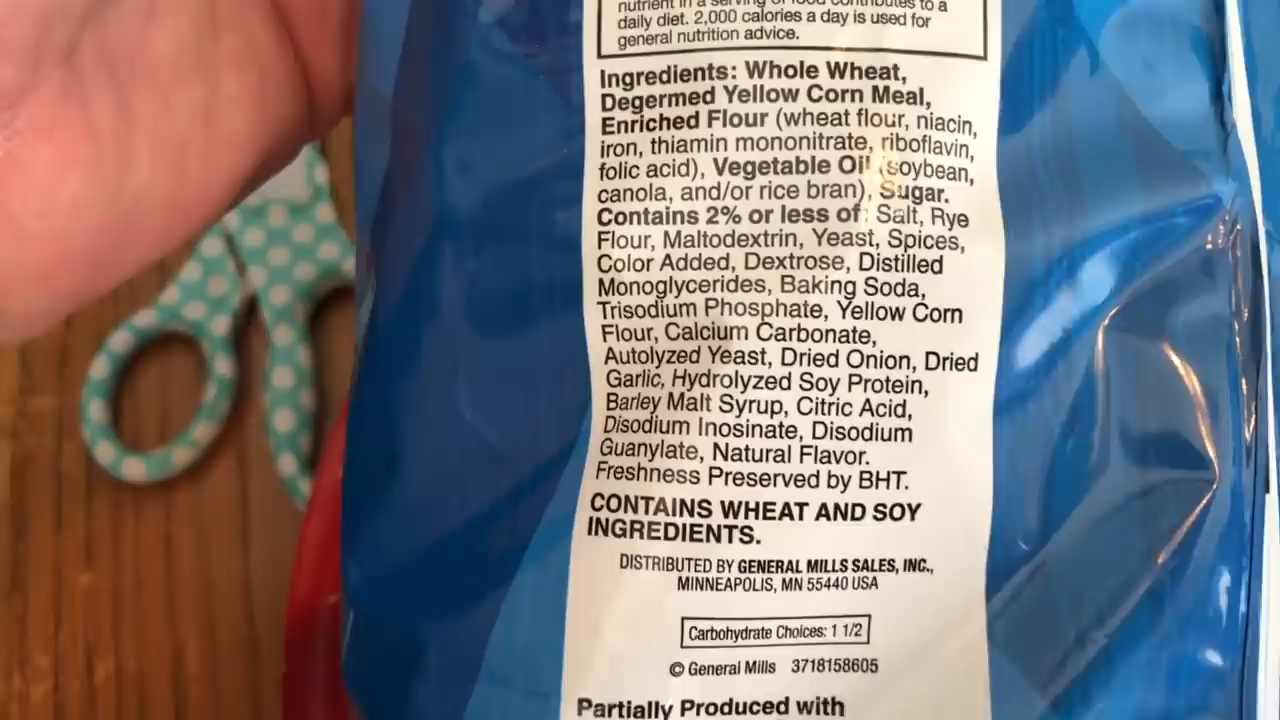 nutrient in a serving of food contributes to a
daily diet. 2,000 calories a day is used for
general nutrition advice.
Ingredients: Whole Wheat,
Degermed Yellow Corn Meal,
Enriched Flour (wheat flour, niacin,
iron, thiamin mononitrate, riboflavin,
folic acid), Vegetable Oil (soybean,
canola, and/or rice bran), Sugar.
Contains 2% or less of: Salt, Rye
Flour, Maltodextrin, Yeast, Spices,
Color Added, Dextrose, Distilled
Monoglycerides, Baking Soda,
Trisodium Phosphate, Yellow Corn
Flour, Calcium Carbonate,
Autolyzed Yeast, Dried Onion, Dried
Garlic, Hydrolyzed Soy Protein,
Barley Malt Syrup, Citric Acid,
Disodium Inosinate, Disodium
Guanylate, Natural Flavor.
Freshness Preserved by BHT.
CONTAINS WHEAT AND SOY
INGREDIENTS.
DISTRIBUTED BY GENERAL MILLS SALES, INC.,
MINNEAPOLIS, MN 55440 USA
Carbohydrate Choices: 1 1/2
© General Mills 3718158605
Partially Produced with